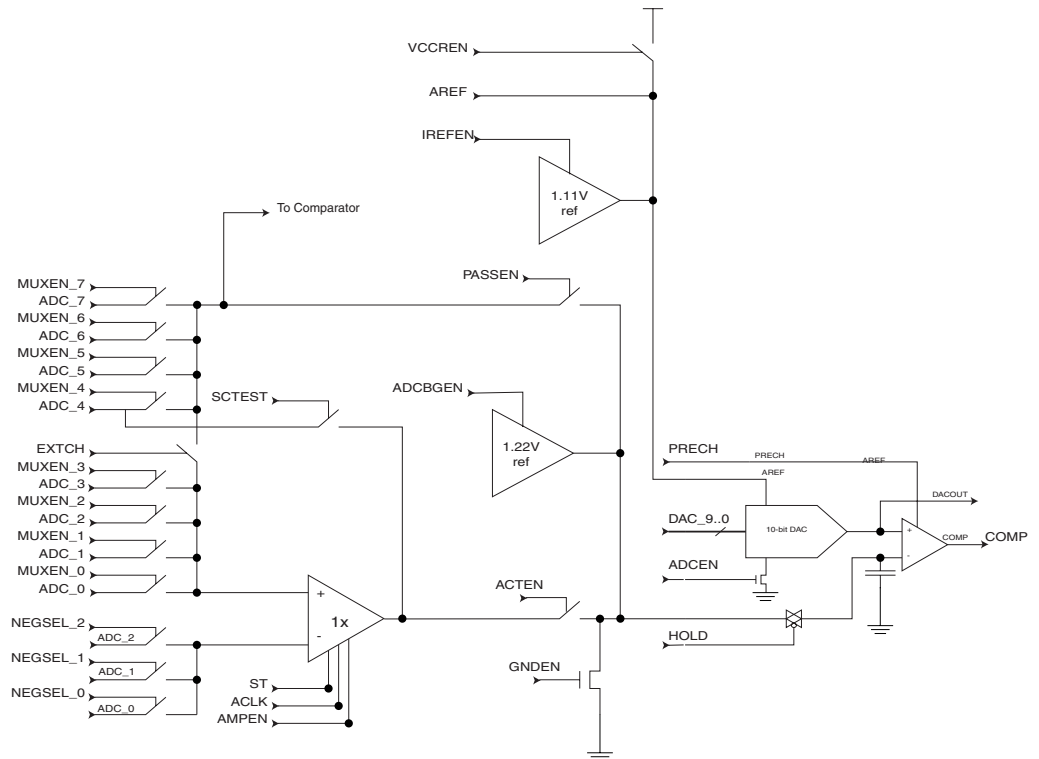 VCCREN
AREF
IREFEN
1.11V
ref
To Comparator
PASSEN
MUXEN_7
ADC_7
MUXEN_6
ADC_6
MUXEN_5
ADC_5
MUXEN_4
ADC_4
SCTEST
ADCBGEN
1.22V
ref
EXTCH
MUXEN_3
ADC_3
MUXEN_2
ADC_2
MUXEN_1
ADC_1
MUXEN_0
ADC_0
PRECH
PRECH
AREF
AREF
DACOUT
DAC_9..0
10-bit DAC
+
-
COMP
COMP
ADCEN
ACTEN
+
1x
-
NEGSEL_2
ADC_2
NEGSEL_1
ADC_1
NEGSEL_0
ADC_0
HOLD
GNDEN
ST
ACLK
AMPEN